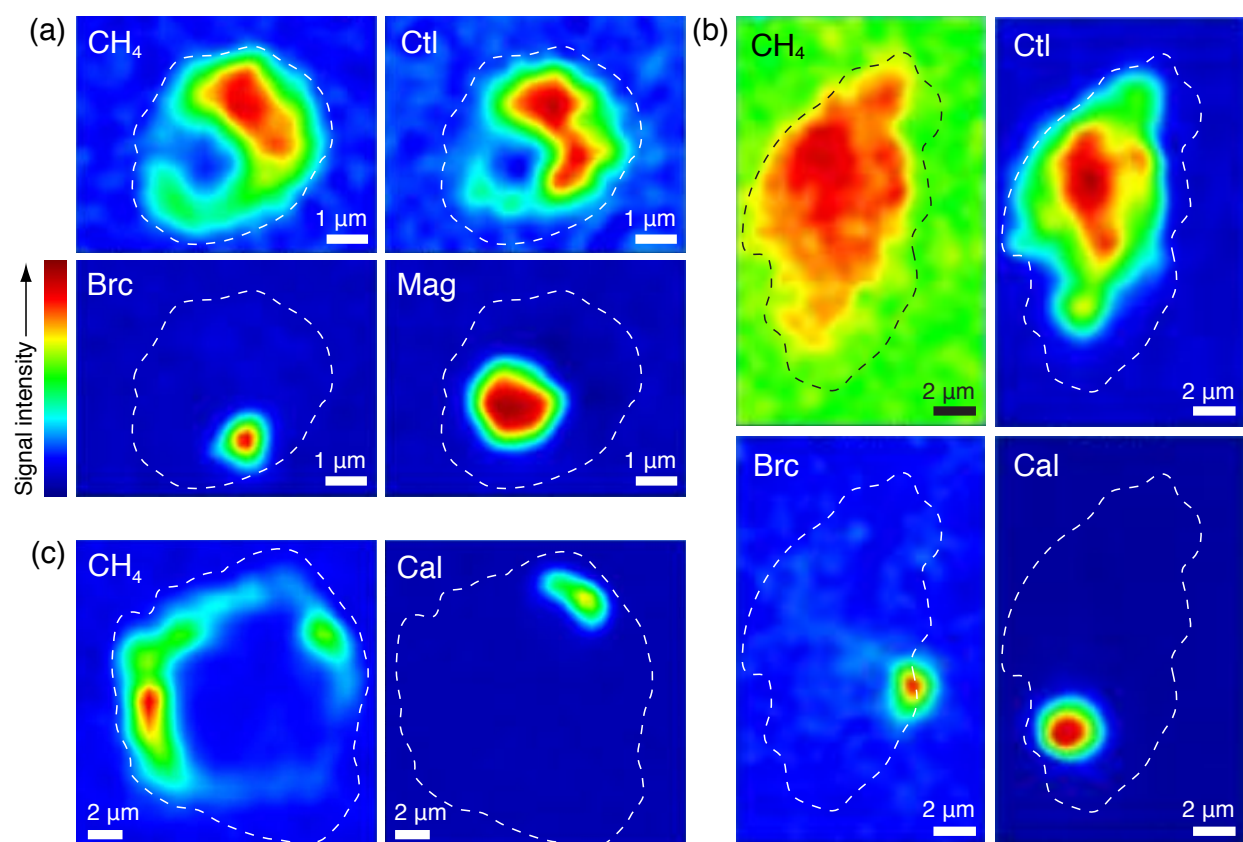 (a)
CH₄
1 µm
Ctl
1 µm
Signal intensity
Brc
1 µm
Mag
1 µm
(b)
CH₄
2 µm
Ctl
2 µm
Brc
2 µm
Cal
2 µm
(c)
CH₄
2 µm
Cal
2 µm